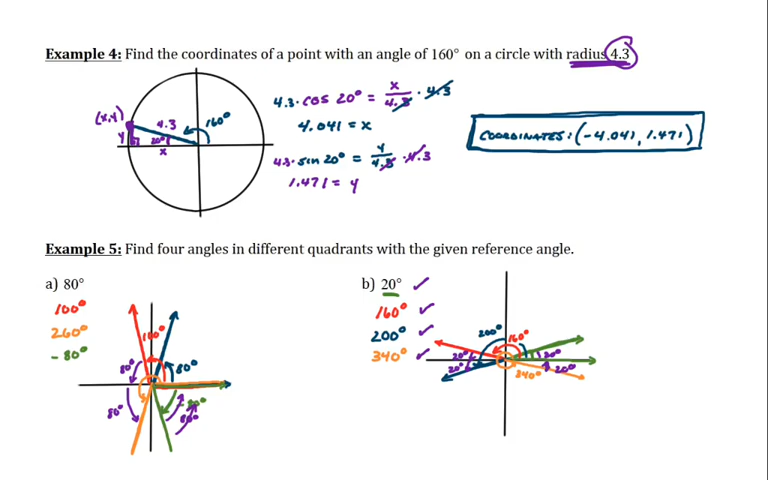 Example 4: Find the coordinates of a point with an angle of 160° on a circle with radius 4.3
(x,y)
4.3
160°
y
20°
x
4.3 · cos 20° = x/4.3 · 4.3
4.041 = x
4.3 · sin 20° = y/4.3 · 4.3
1.471 = y
COORDINATES: (-4.041, 1.471)
Example 5: Find four angles in different quadrants with the given reference angle.
a) 80°
100°
260°
-80°
100°
80°
80°
80°
80°
b) 20°
160°
200°
340°
200°
160°
20°
20°
20°
20°
340°